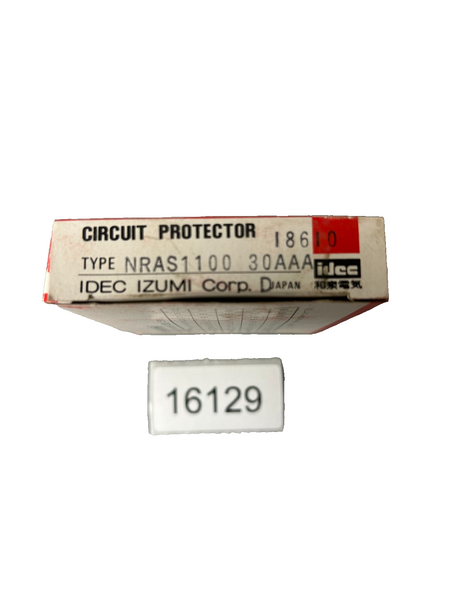 CIRCUIT PROTECTOR 18610
TYPE NRAS1100 30AAA idec
IDEC IZUMI Corp. D JAPAN 和泉電気
16129